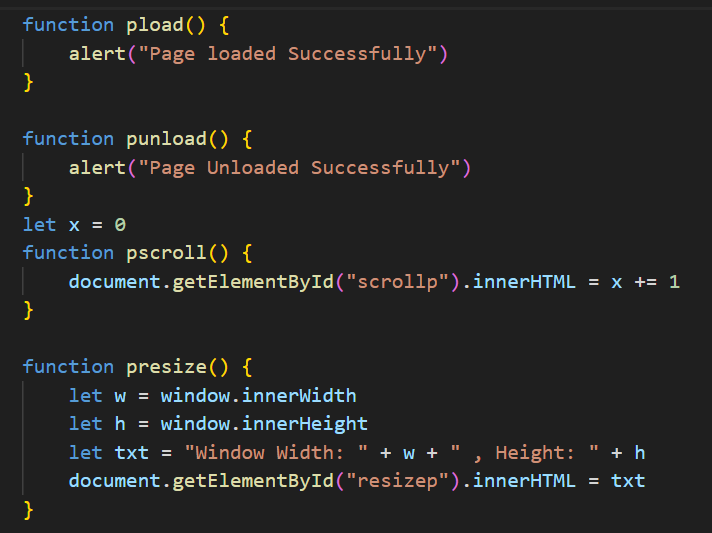 function pload() {
    alert("Page loaded Successfully")
}

function punload() {
    alert("Page Unloaded Successfully")
}
let x = 0
function pscroll() {
    document.getElementById("scrollp").innerHTML = x += 1
}

function presize() {
    let w = window.innerWidth
    let h = window.innerHeight
    let txt = "Window Width: " + w + " , Height: " + h
    document.getElementById("resizep").innerHTML = txt
}